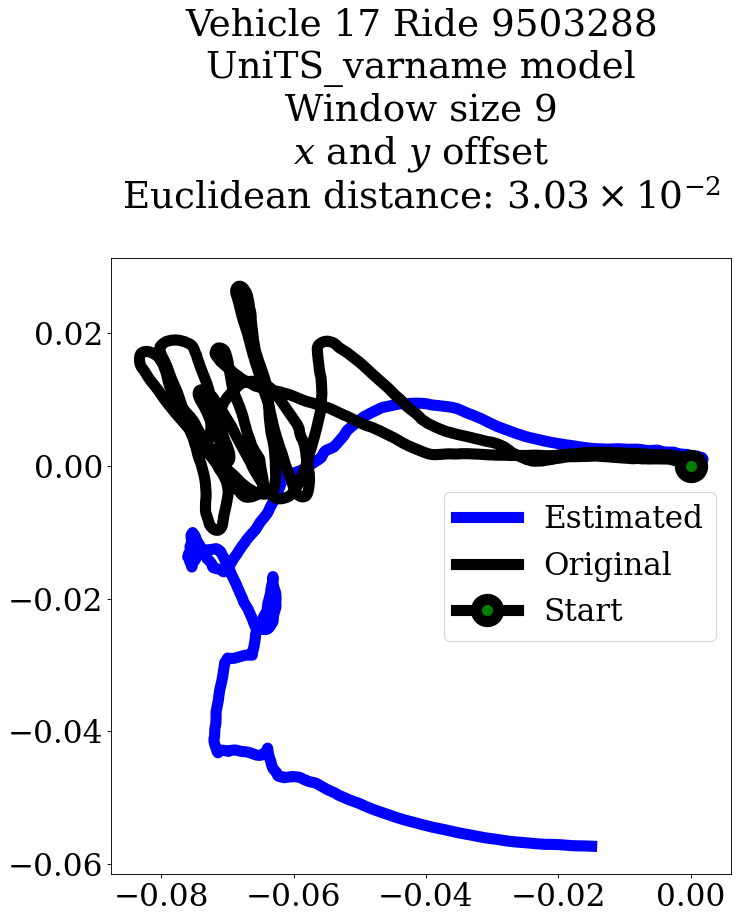 Vehicle 17 Ride 9503288
UniTS_varname model
Window size 9
x and y offset
Euclidean distance: 3.03 × 10⁻²
0.02
0.00
−0.02
−0.04
−0.06
Estimated
Original
Start
−0.08 −0.06 −0.04 −0.02 0.00